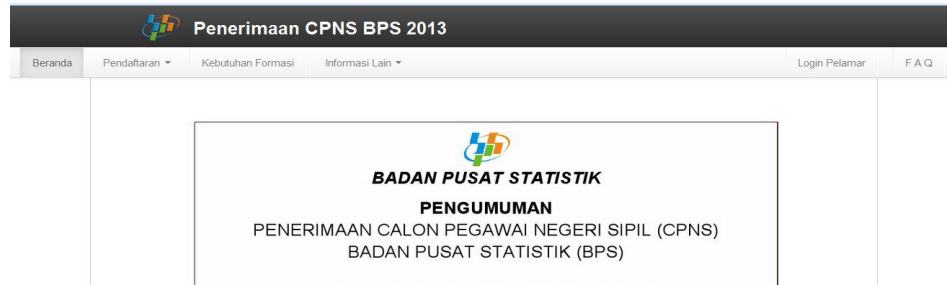 Penerimaan CPNS BPS 2013
Beranda Pendaftaran Kebutuhan Formasi Informasi Lain Login Pelamar F A Q
BADAN PUSAT STATISTIK
PENGUMUMAN
PENERIMAAN CALON PEGAWAI NEGERI SIPIL (CPNS)
BADAN PUSAT STATISTIK (BPS)